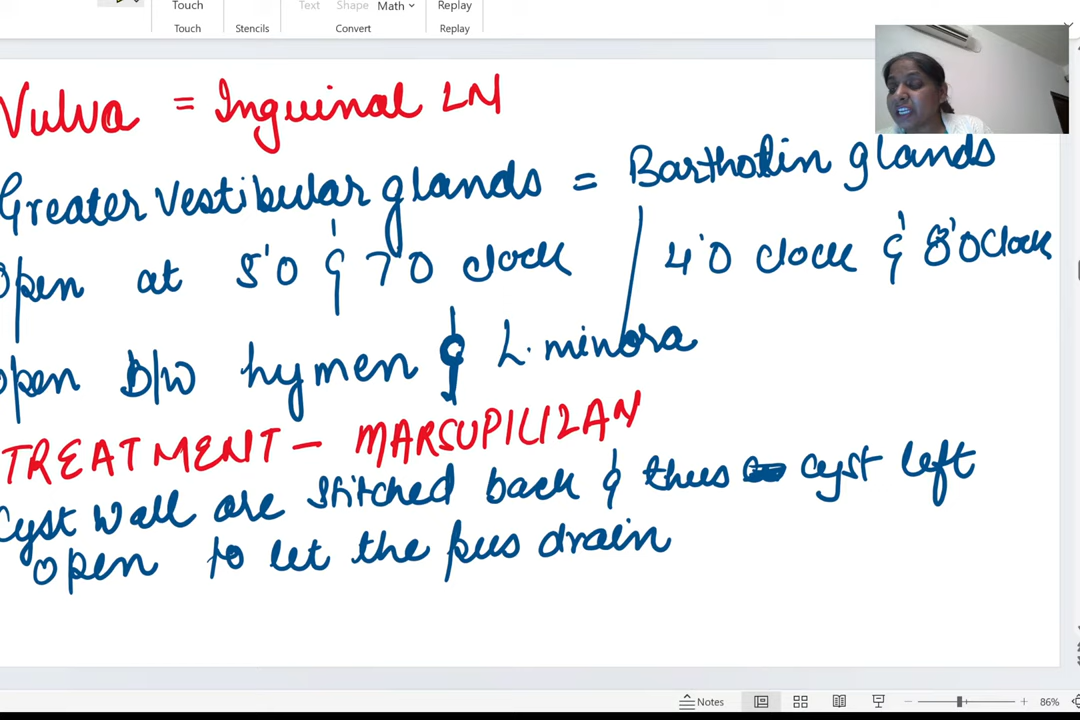 Touch
Text Shape Math
Replay
Touch
Stencils
Convert
Replay
Vulva = Inguinal LN
Greater vestibular glands = Bartholin glands
Open at 5'0 & 7'0 clock / 4'0 clock & 8'0Clock
Open B/W hymen & L. minora
TREATMENT - MARSUPILIZAN
Cyst Wall are stitched back & thus cyst left
open to let the pus drain
Notes
86%